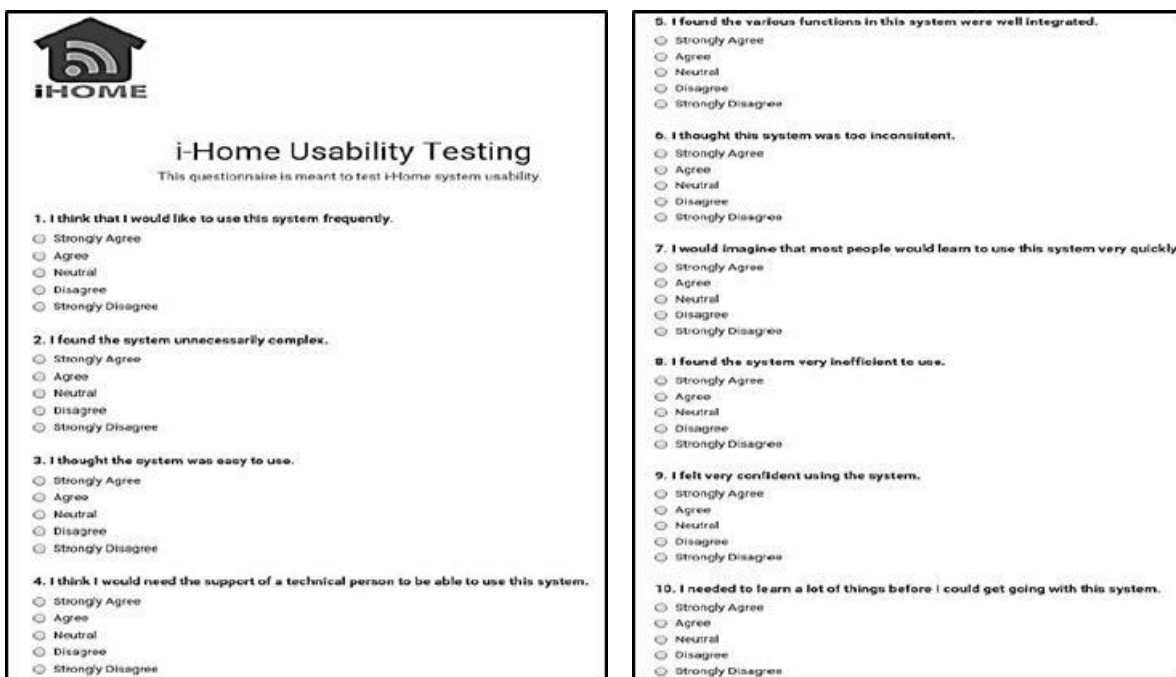 iHOME
i-Home Usability Testing
This questionnaire is meant to test i-Home system usability.
1. I think that I would like to use this system frequently.
Strongly Agree
Agree
Neutral
Disagree
Strongly Disagree
2. I found the system unnecessarily complex.
Strongly Agree
Agree
Neutral
Disagree
Strongly Disagree
3. I thought the system was easy to use.
Strongly Agree
Agree
Neutral
Disagree
Strongly Disagree
4. I think I would need the support of a technical person to be able to use this system.
Strongly Agree
Agree
Neutral
Disagree
Strongly Disagree
5. I found the various functions in this system were well integrated.
Strongly Agree
Agree
Neutral
Disagree
Strongly Disagree
6. I thought this system was too inconsistent.
Strongly Agree
Agree
Neutral
Disagree
Strongly Disagree
7. I would imagine that most people would learn to use this system very quickly
Strongly Agree
Agree
Neutral
Disagree
Strongly Disagree
8. I found the system very inefficient to use.
Strongly Agree
Agree
Neutral
Disagree
Strongly Disagree
9. I felt very confident using the system.
Strongly Agree
Agree
Neutral
Disagree
Strongly Disagree
10. I needed to learn a lot of things before I could get going with this system.
Strongly Agree
Agree
Neutral
Disagree
Strongly Disagree